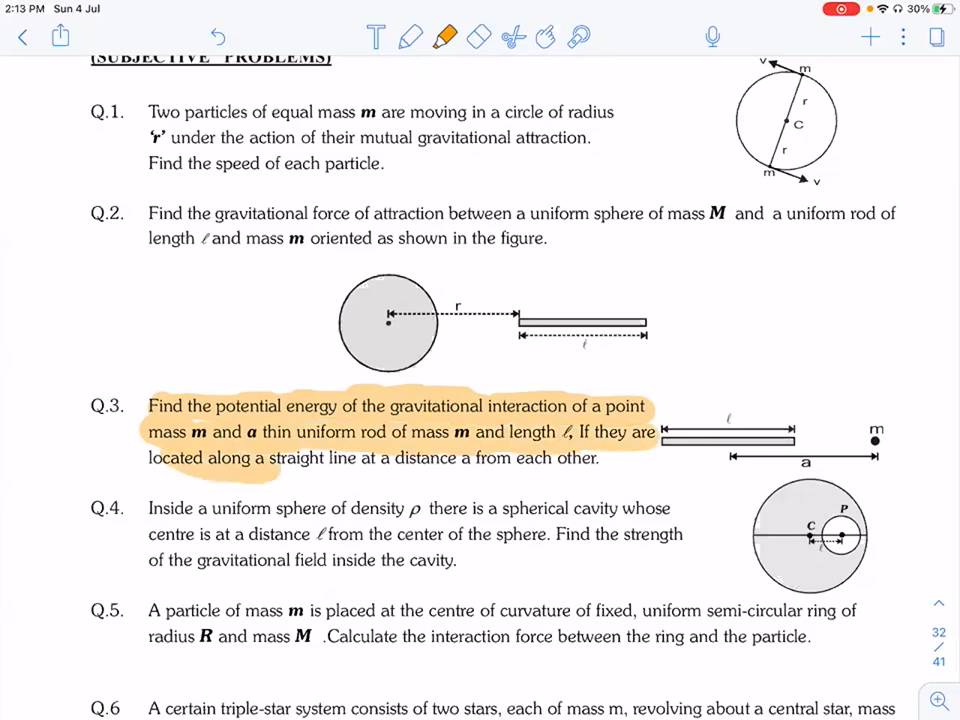 2:13 PM Sun 4 Jul
30%
(SUBJECTIVE PROBLEMS)
Q.1. Two particles of equal mass m are moving in a circle of radius
'r' under the action of their mutual gravitational attraction.
Find the speed of each particle.
v
m
r
C
r
m
v
Q.2. Find the gravitational force of attraction between a uniform sphere of mass M and a uniform rod of
length ℓ and mass m oriented as shown in the figure.
r
ℓ
Q.3. Find the potential energy of the gravitational interaction of a point
mass m and a thin uniform rod of mass m and length ℓ, If they are
located along a straight line at a distance a from each other.
ℓ
m
a
Q.4. Inside a uniform sphere of density ρ there is a spherical cavity whose
centre is at a distance ℓ from the center of the sphere. Find the strength
of the gravitational field inside the cavity.
P
C
ℓ
Q.5. A particle of mass m is placed at the centre of curvature of fixed, uniform semi-circular ring of
radius R and mass M .Calculate the interaction force between the ring and the particle.
32
/
41
Q.6 A certain triple-star system consists of two stars, each of mass m, revolving about a central star, mass